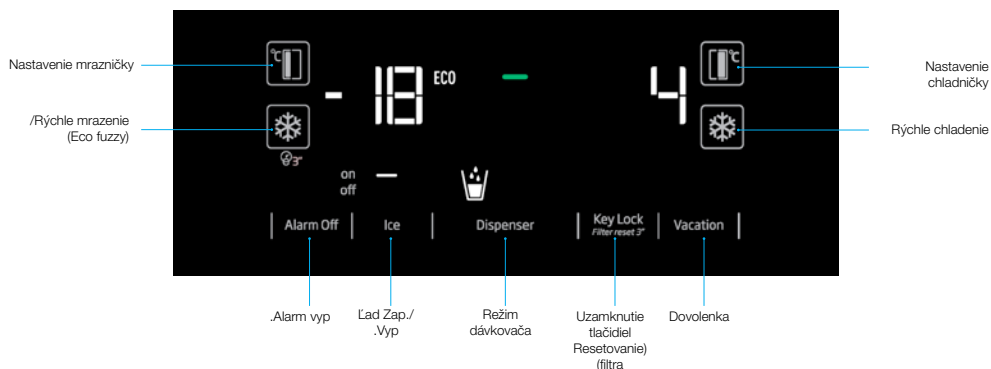 Nastavenie mrazničky
/Rýchle mrazenie
(Eco fuzzy)
°C
- 18
ECO
4
°C
Nastavenie
chladničky
Rýchle chladenie
3"
on
off
Alarm Off
Ice
Dispenser
Key Lock
Filter reset 3"
Vacation
.Alarm vyp
Ľad Zap./
.Vyp
Režim
dávkovača
Uzamknutie
tlačidiel
Resetovanie)
(filtra
Dovolenka